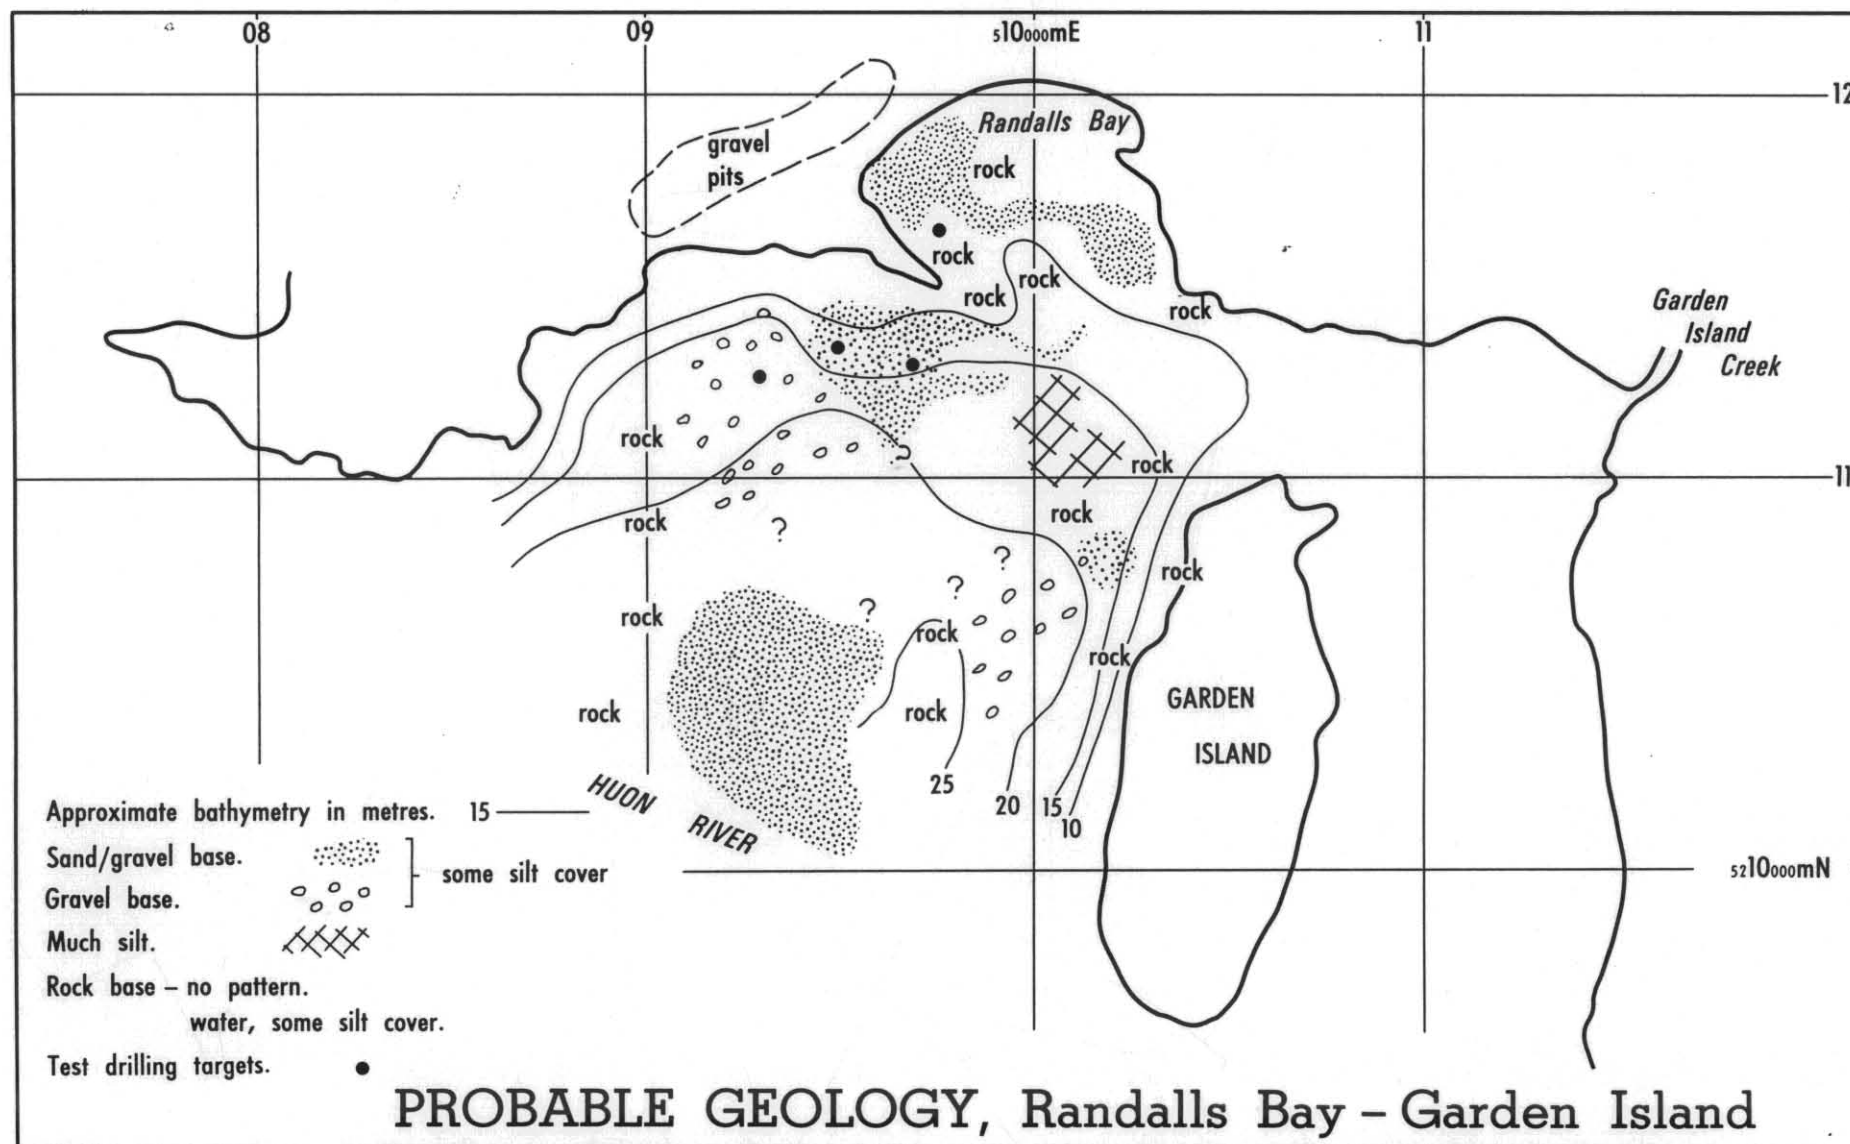 08
09
510000mE
11
12
Randalls Bay
gravel
pits
rock
rock
rock
rock
rock
Garden
Island
Creek
rock
rock
11
rock
rock
?
?
?
?
?
rock
rock
rock
rock
rock
rock
GARDEN
ISLAND
25
20
15
10
HUON
RIVER
Approximate bathymetry in metres. 15
Sand/gravel base.
some silt cover
Gravel base.
5210000mN
Much silt.
Rock base – no pattern.
water, some silt cover.
Test drilling targets.
PROBABLE GEOLOGY, Randalls Bay – Garden Island